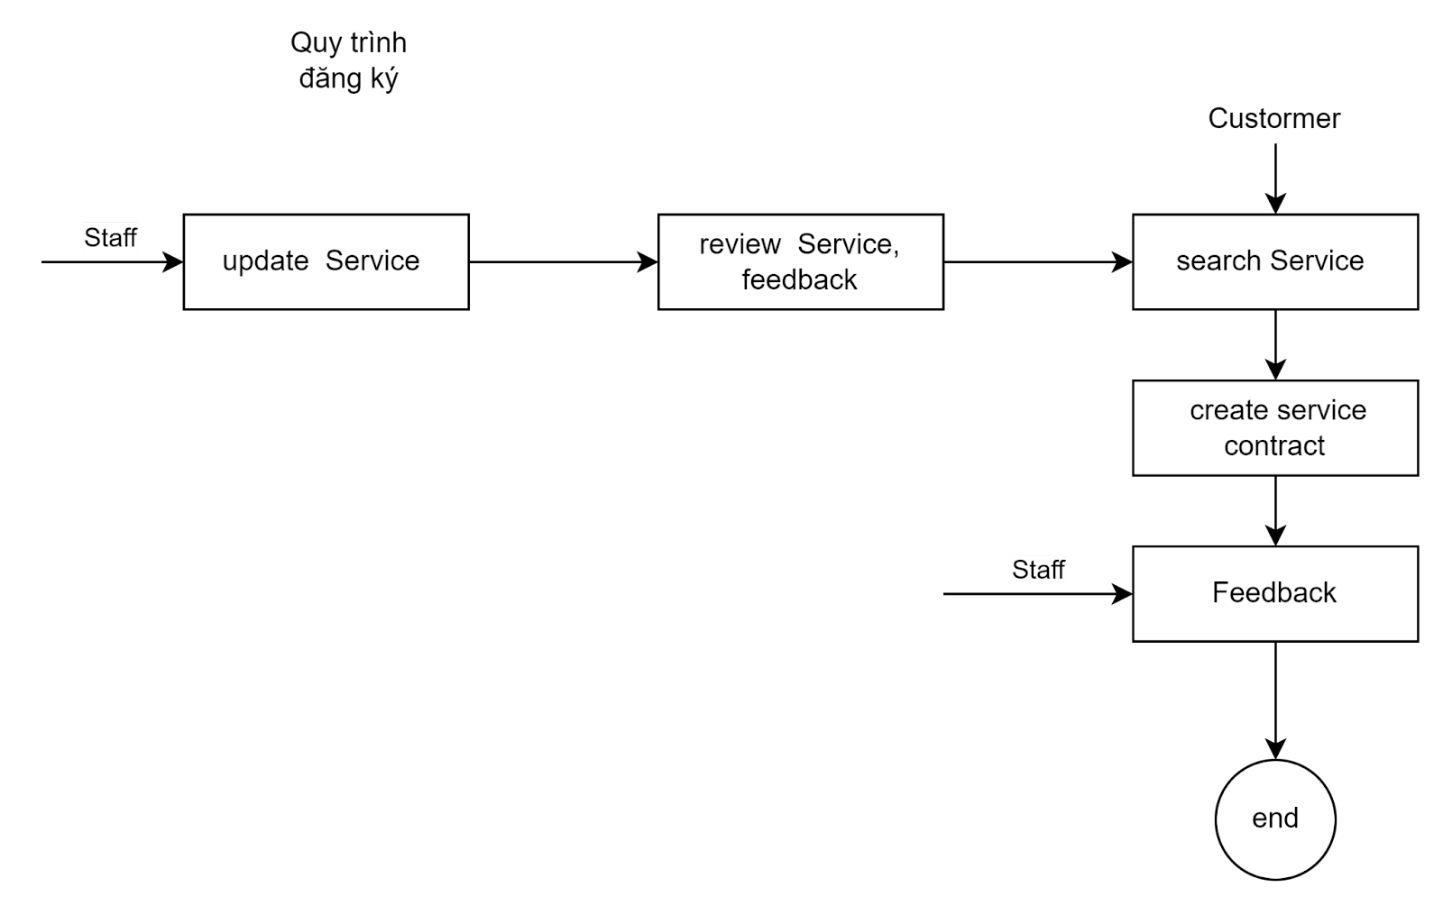 Quy trình
đăng ký
Custormer
Staff
update  Service
review  Service,
feedback
search Service
create service
contract
Staff
Feedback
end